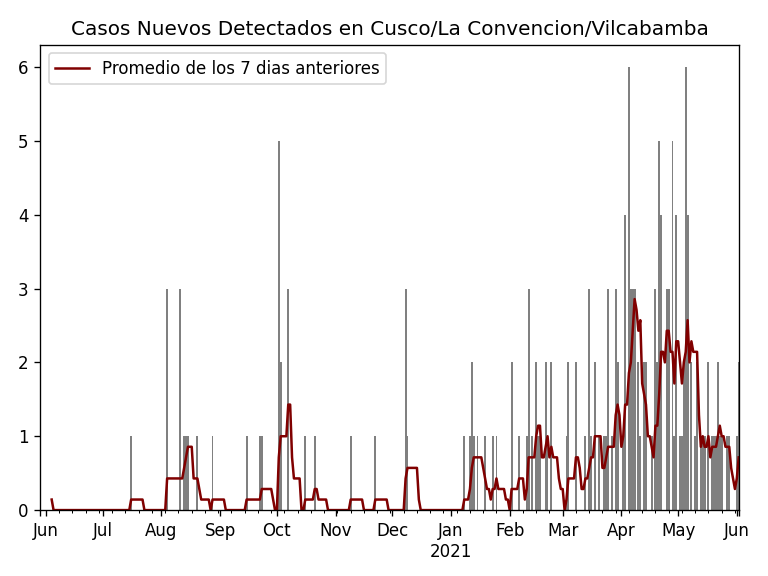 Casos Nuevos Detectados en Cusco/La Convencion/Vilcabamba
Promedio de los 7 dias anteriores
6
5
4
3
2
1
0
Jun Jul Aug Sep Oct Nov Dec Jan Feb Mar Apr May Jun
2021